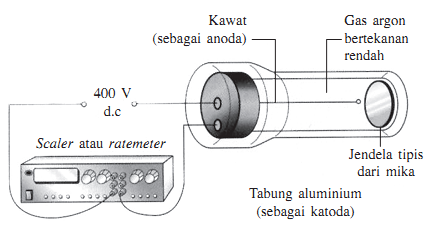 Kawat
(sebagai anoda)
Gas argon
bertekanan
rendah
400 V
d.c
Scaler atau ratemeter
Jendela tipis
dari mika
Tabung aluminium
(sebagai katoda)